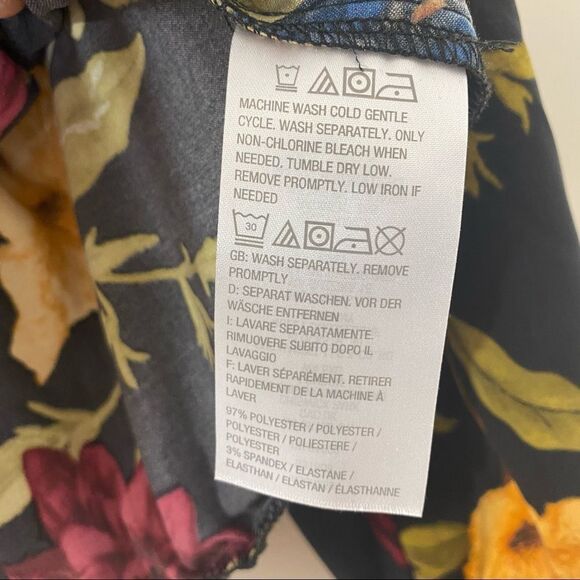 MACHINE WASH COLD GENTLE
CYCLE. WASH SEPARATELY. ONLY
NON-CHLORINE BLEACH WHEN
NEEDED. TUMBLE DRY LOW.
REMOVE PROMPTLY. LOW IRON IF
NEEDED
30
GB: WASH SEPARATELY. REMOVE
PROMPTLY
D: SEPARAT WASCHEN. VOR DER
WÄSCHE ENTFERNEN
I: LAVARE SEPARATAMENTE.
RIMUOVERE SUBITO DOPO IL
LAVAGGIO
F: LAVER SÉPARÉMENT. RETIRER
RAPIDEMENT DE LA MACHINE À
LAVER
97% POLYESTER / POLYESTER /
POLYESTER / POLIESTERE /
POLYESTER
3% SPANDEX / ELASTANE /
ELASTHAN / ELASTAN / ÉLASTHANNE